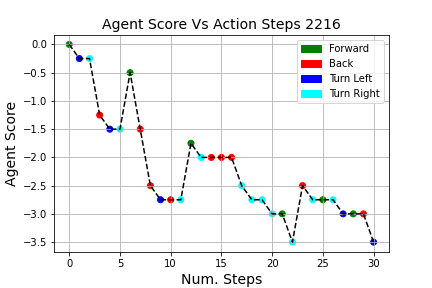 Agent Score Vs Action Steps 2216
Forward
Back
Turn Left
Turn Right
Agent Score
0.0
−0.5
−1.0
−1.5
−2.0
−2.5
−3.0
−3.5
0 5 10 15 20 25 30
Num. Steps